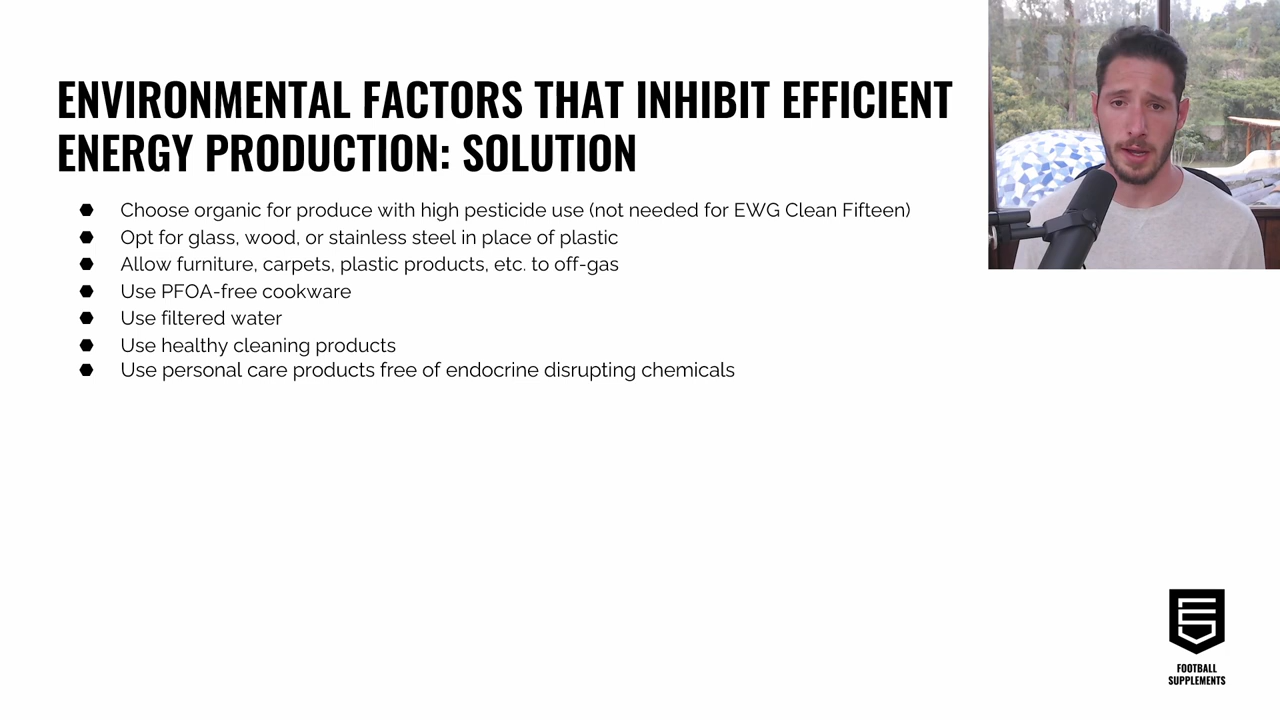 ENVIRONMENTAL FACTORS THAT INHIBIT EFFICIENT
ENERGY PRODUCTION: SOLUTION
Choose organic for produce with high pesticide use (not needed for EWG Clean Fifteen)
Opt for glass, wood, or stainless steel in place of plastic
Allow furniture, carpets, plastic products, etc. to off-gas
Use PFOA-free cookware
Use filtered water
Use healthy cleaning products
Use personal care products free of endocrine disrupting chemicals
FOOTBALL
SUPPLEMENTS